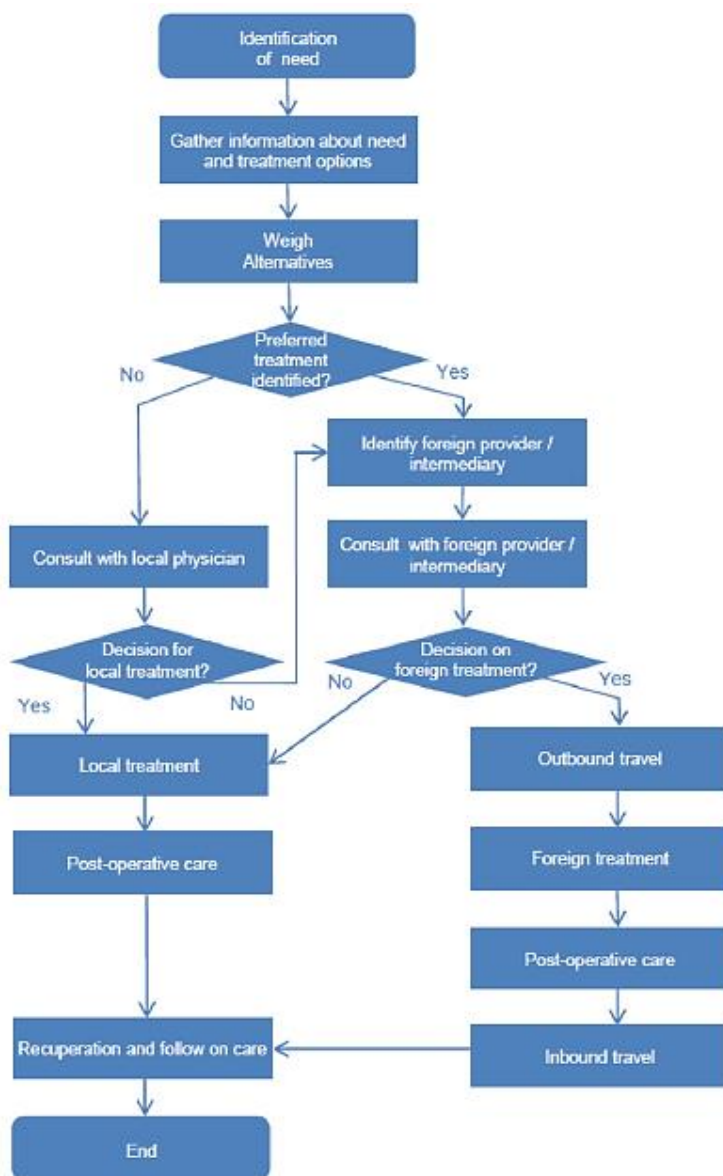 Identification
of need
Gather information about need
and treatment options
Weigh
Alternatives
Preferred
treatment
identified?
No
Yes
Identify foreign provider /
intermediary
Consult with local physician
Consult with foreign provider /
intermediary
Decision for
local treatment?
Decision on
foreign treatment?
Yes
No
No
Yes
Local treatment
Outbound travel
Post-operative care
Foreign treatment
Post-operative care
Recuperation and follow on care
Inbound travel
End